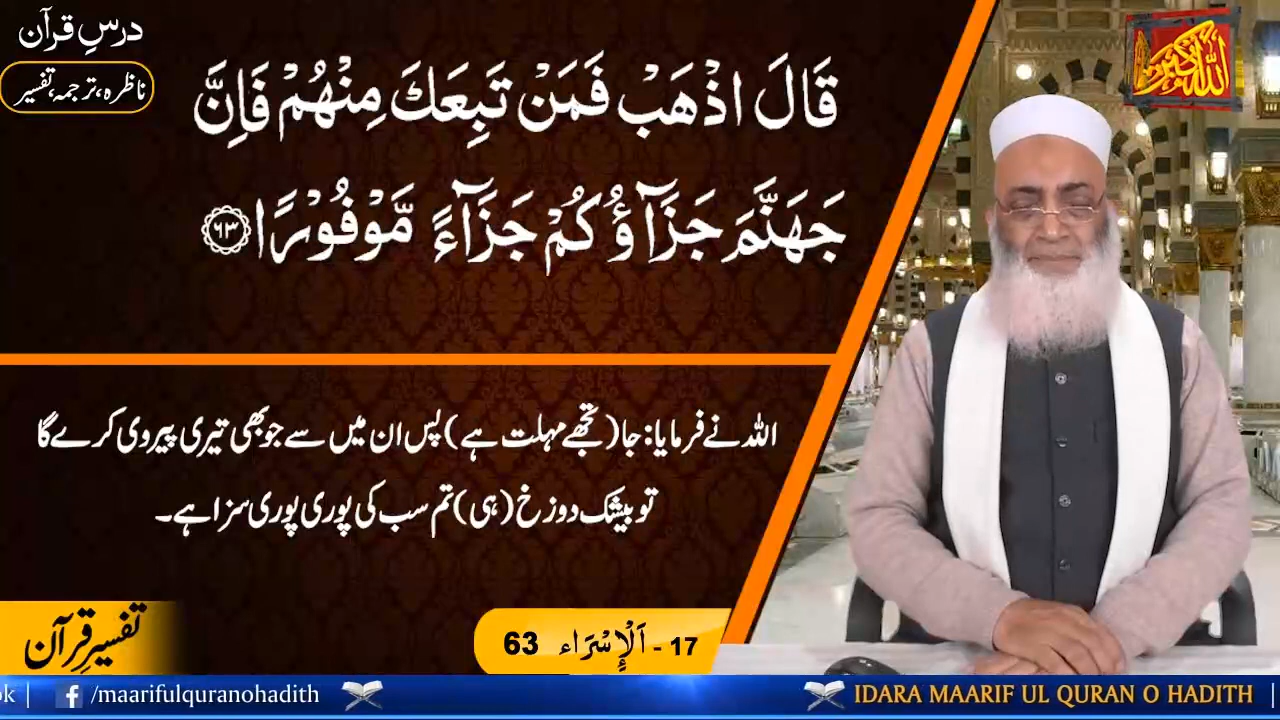 درسِ قرآن
ناظرہ، ترجمہ، تفسیر
قَالَ اذْهَبْ فَمَنْ تَبِعَكَ مِنْهُمْ فَاِنَّ
جَهَنَّمَ جَزَآؤُكُمْ جَزَآءً مَّوْفُوْرًا ﴿۶۳﴾
اللہ نے فرمایا: جا (تجھے مہلت ہے) پس ان میں سے جو بھی تیری پیروی کرے گا
تو بیشک دوزخ (ہی) تم سب کی پوری پوری سزا ہے۔
تفسیرِ قرآن
17 - اَلْإِسْرَاء 63
ok | /maarifulquranohadith IDARA MAARIF UL QURAN O HADITH |